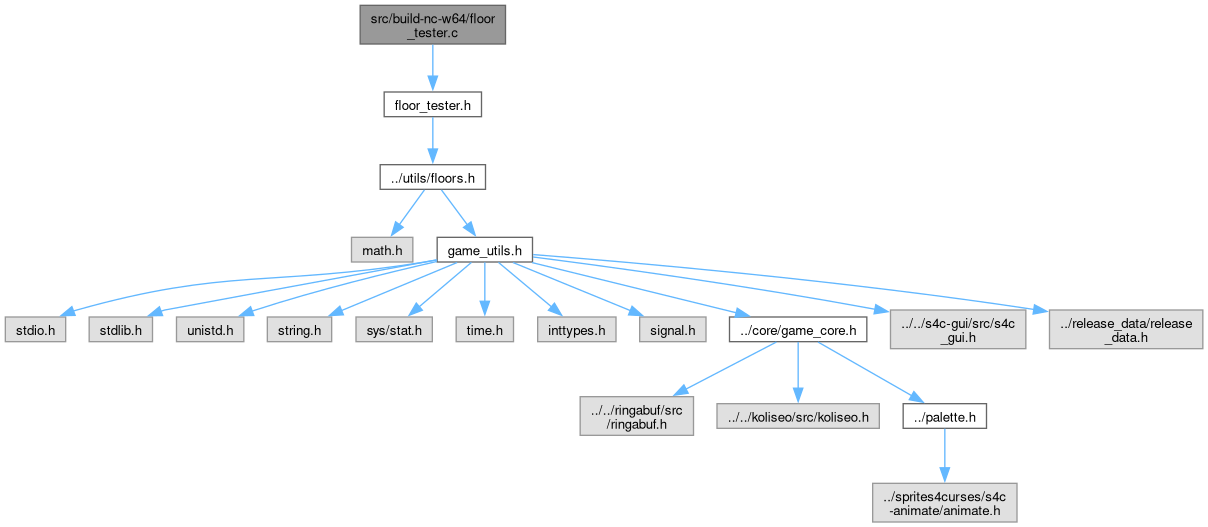 src/build-nc-w64/floor
_tester.c
floor_tester.h
../utils/floors.h
math.h
game_utils.h
stdio.h
stdlib.h
unistd.h
string.h
sys/stat.h
time.h
inttypes.h
signal.h
../core/game_core.h
../../s4c-gui/src/s4c
_gui.h
../release_data/release
_data.h
../../ringabuf/src
/ringabuf.h
../../koliseo/src/koliseo.h
../palette.h
../sprites4curses/s4c
-animate/animate.h